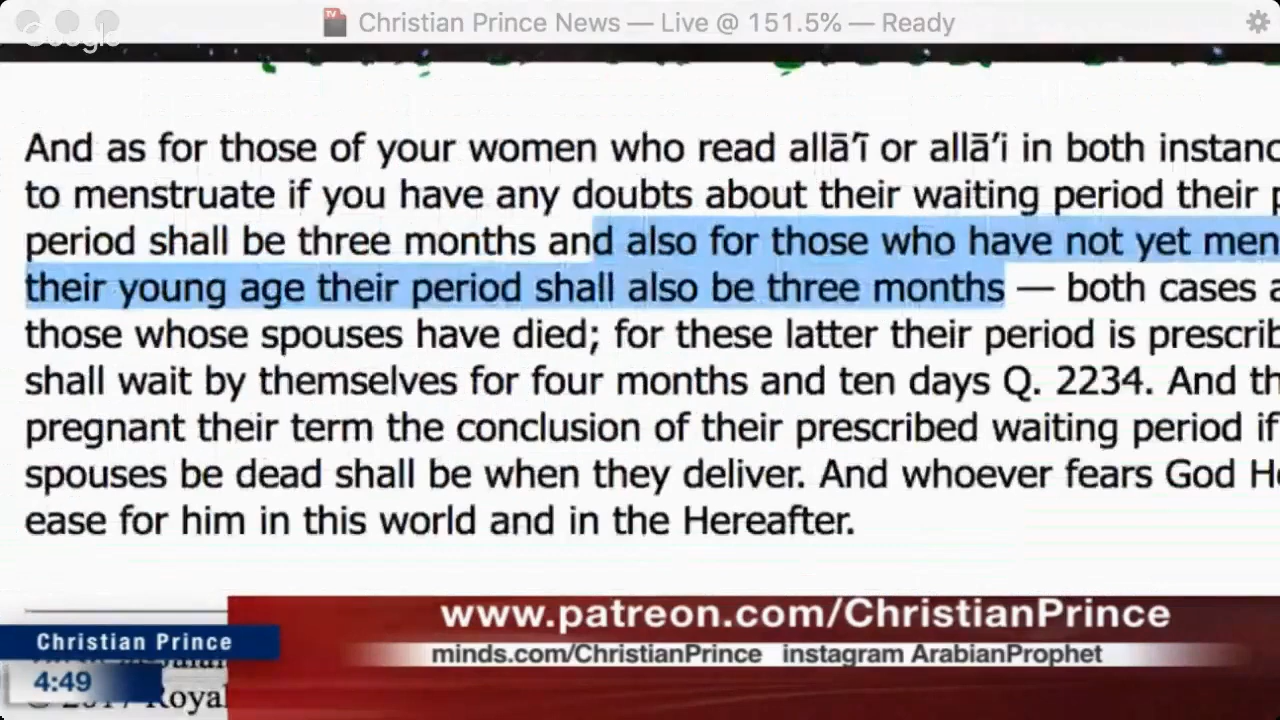 Christian Prince News — Live @ 151.5% — Ready
Google
And as for those of your women who read allā’ī or allā’i in both instanc
to menstruate if you have any doubts about their waiting period their p
period shall be three months and also for those who have not yet men
their young age their period shall also be three months — both cases a
those whose spouses have died; for these latter their period is prescrib
shall wait by themselves for four months and ten days Q. 2234. And th
pregnant their term the conclusion of their prescribed waiting period if
spouses be dead shall be when they deliver. And whoever fears God He
ease for him in this world and in the Hereafter.
www.patreon.com/ChristianPrince
Christian Prince
minds.com/ChristianPrince instagram ArabianProphet
4:49
© 2017 Royal